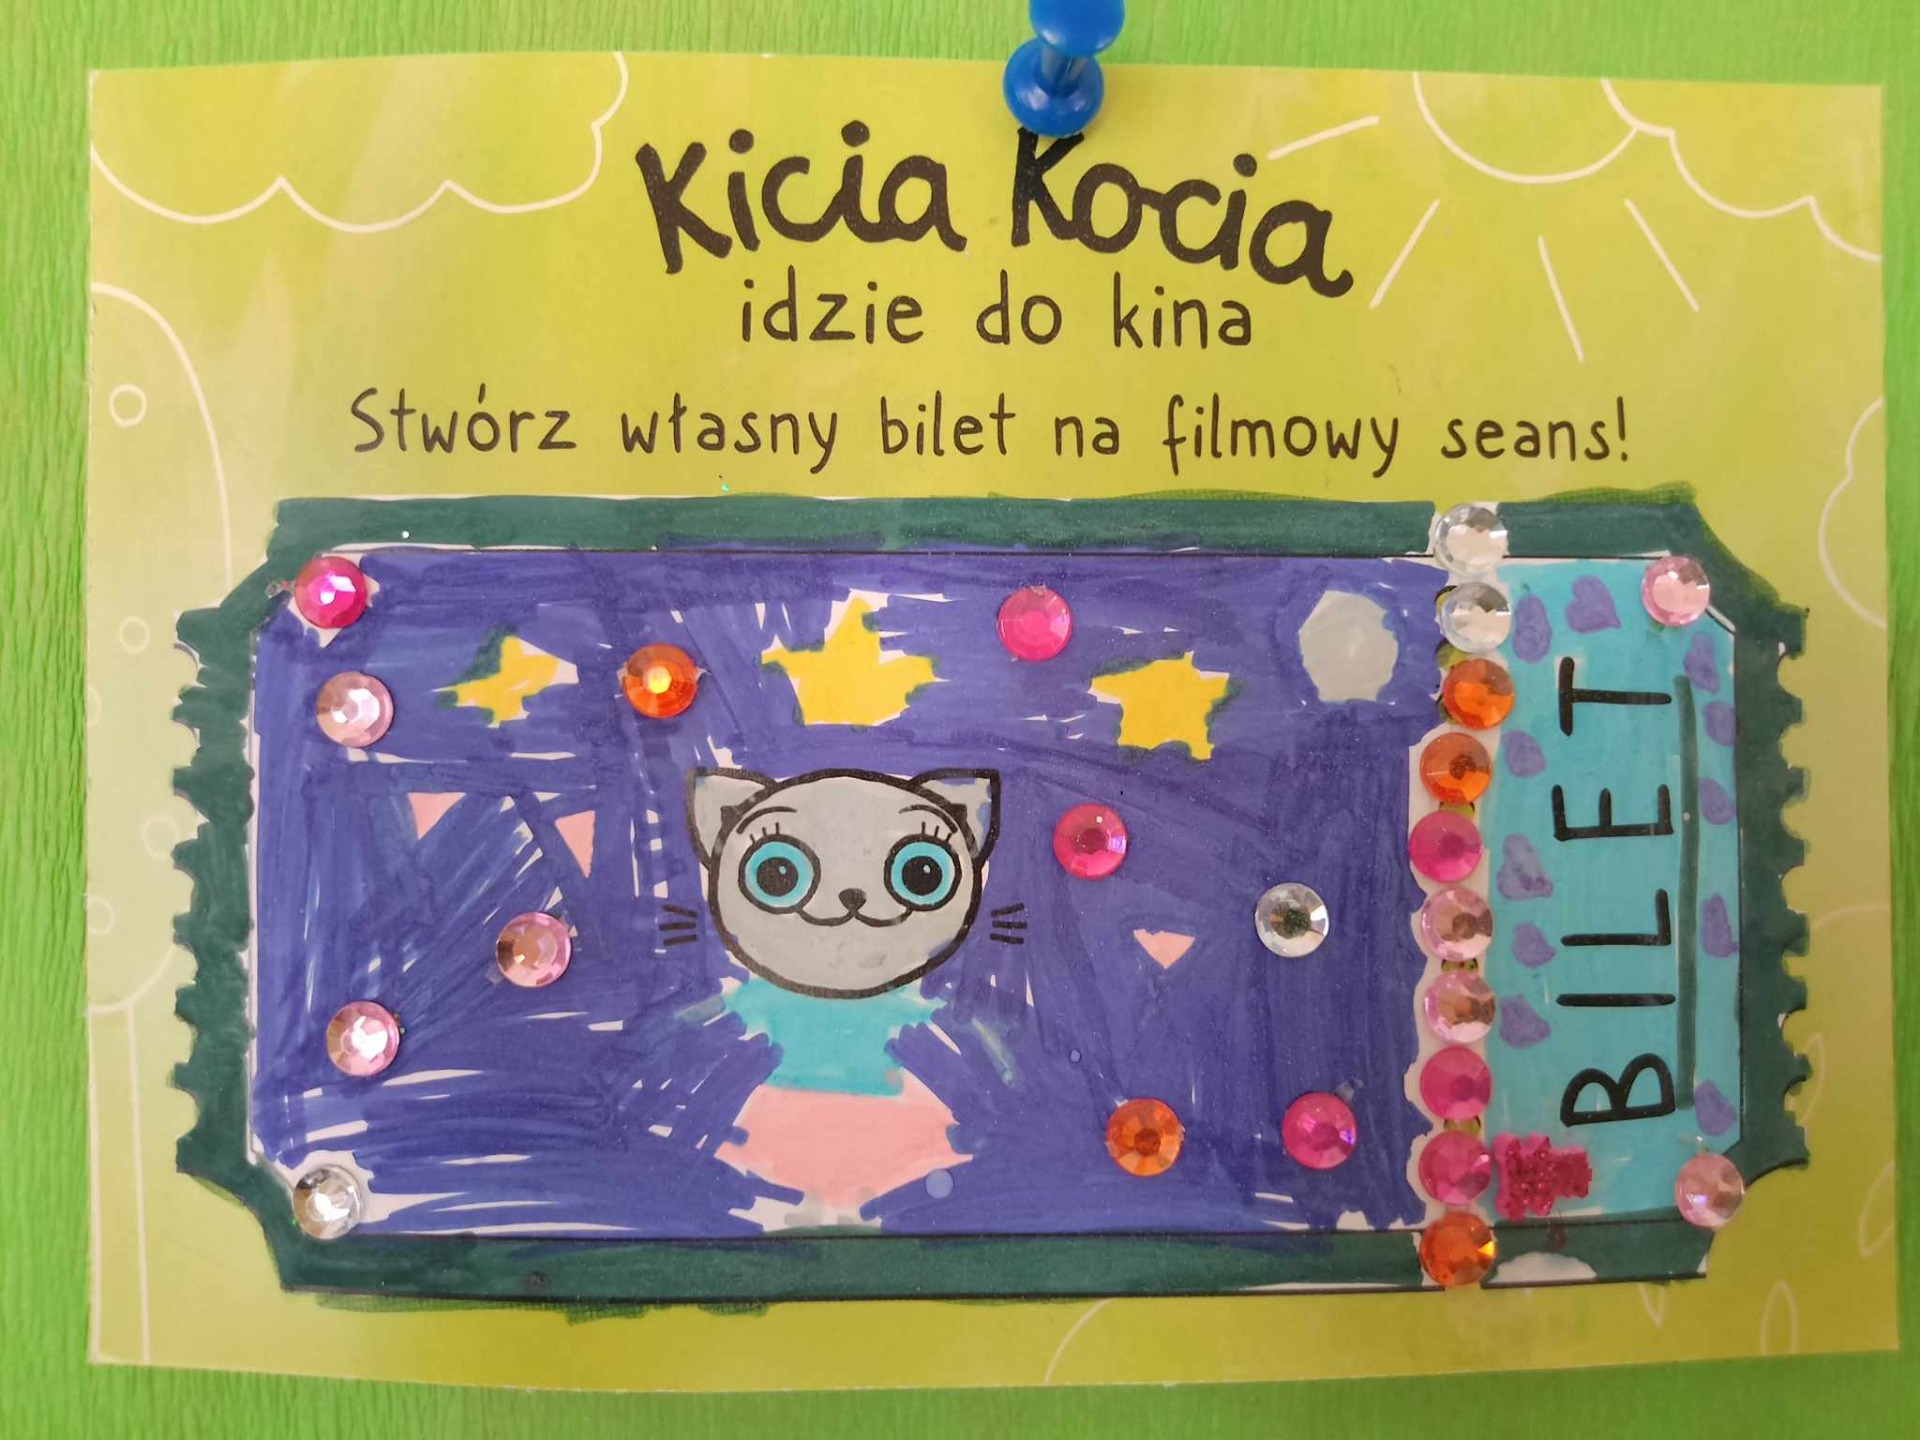 Kicia Kocia
idzie do kina
Stwórz własny bilet na filmowy seans!
BILET